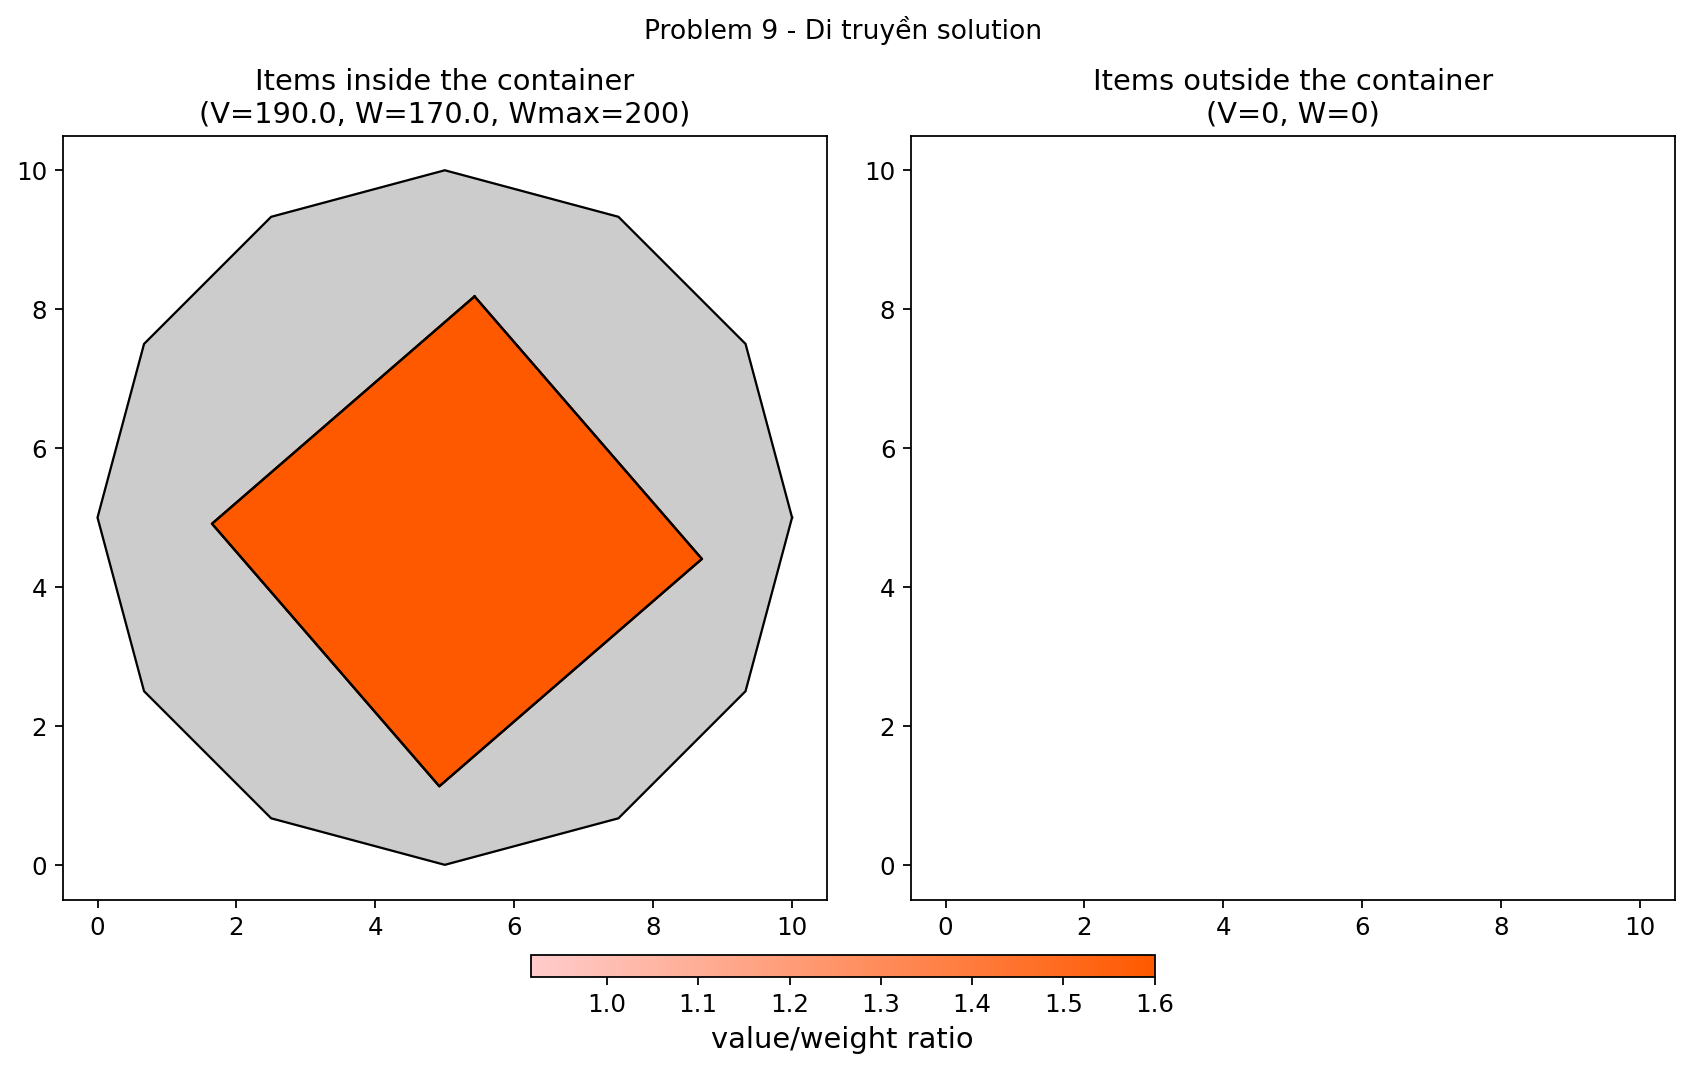 Problem 9 - Di truyền solution
Items inside the container
(V=190.0, W=170.0, Wmax=200)
Items outside the container
(V=0, W=0)
10
8
6
4
2
0
0 2 4 6 8 10
10
8
6
4
2
0
0 2 4 6 8 10
1.0 1.1 1.2 1.3 1.4 1.5 1.6
value/weight ratio